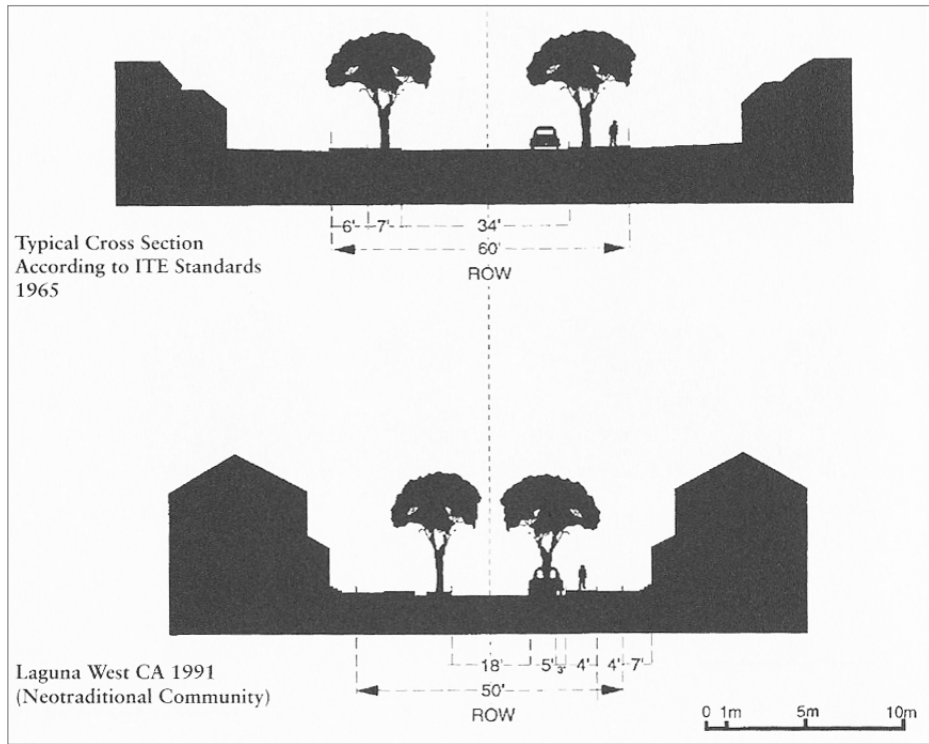 6' 7' 34'
60'
ROW
Typical Cross Section
According to ITE Standards
1965
18' 5' 3' 4' 4' 7'
50'
ROW
Laguna West CA 1991
(Neotraditional Community)
0 1m 5m 10m